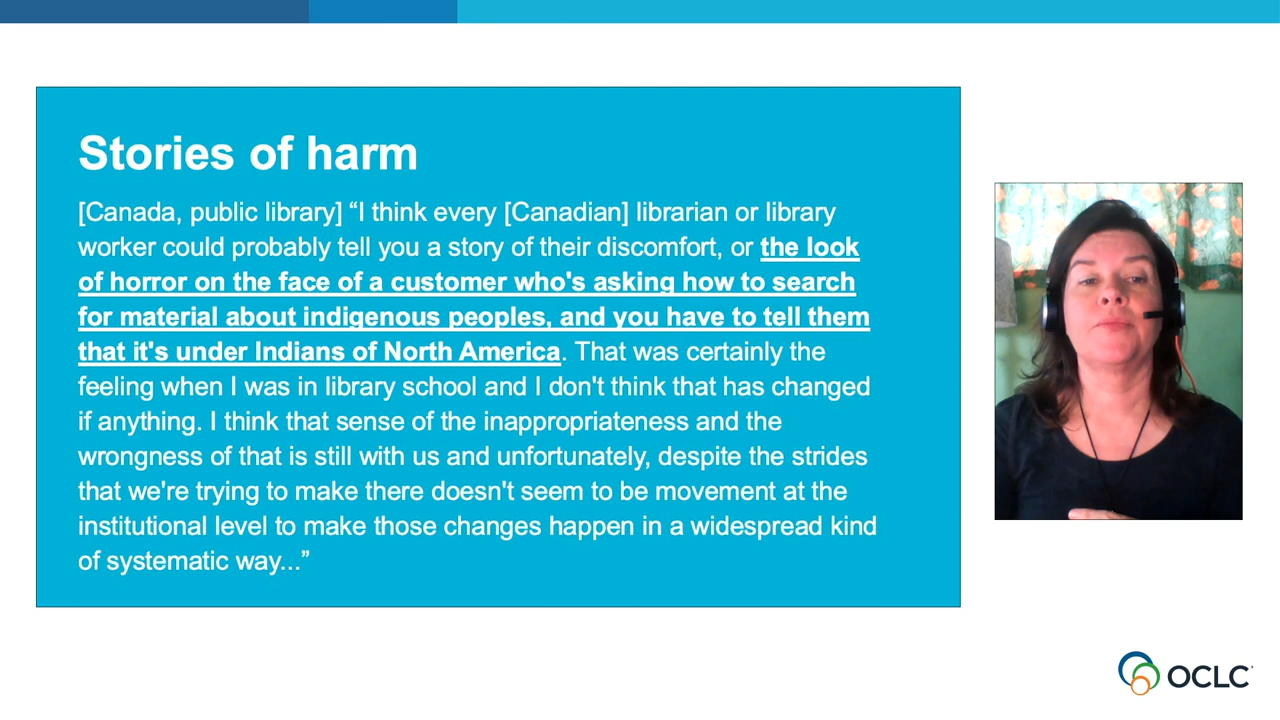 Stories of harm
[Canada, public library] “I think every [Canadian] librarian or library
worker could probably tell you a story of their discomfort, or the look
of horror on the face of a customer who's asking how to search
for material about indigenous peoples, and you have to tell them
that it's under Indians of North America. That was certainly the
feeling when I was in library school and I don't think that has changed
if anything. I think that sense of the inappropriateness and the
wrongness of that is still with us and unfortunately, despite the strides
that we're trying to make there doesn't seem to be movement at the
institutional level to make those changes happen in a widespread kind
of systematic way...”
OCLC